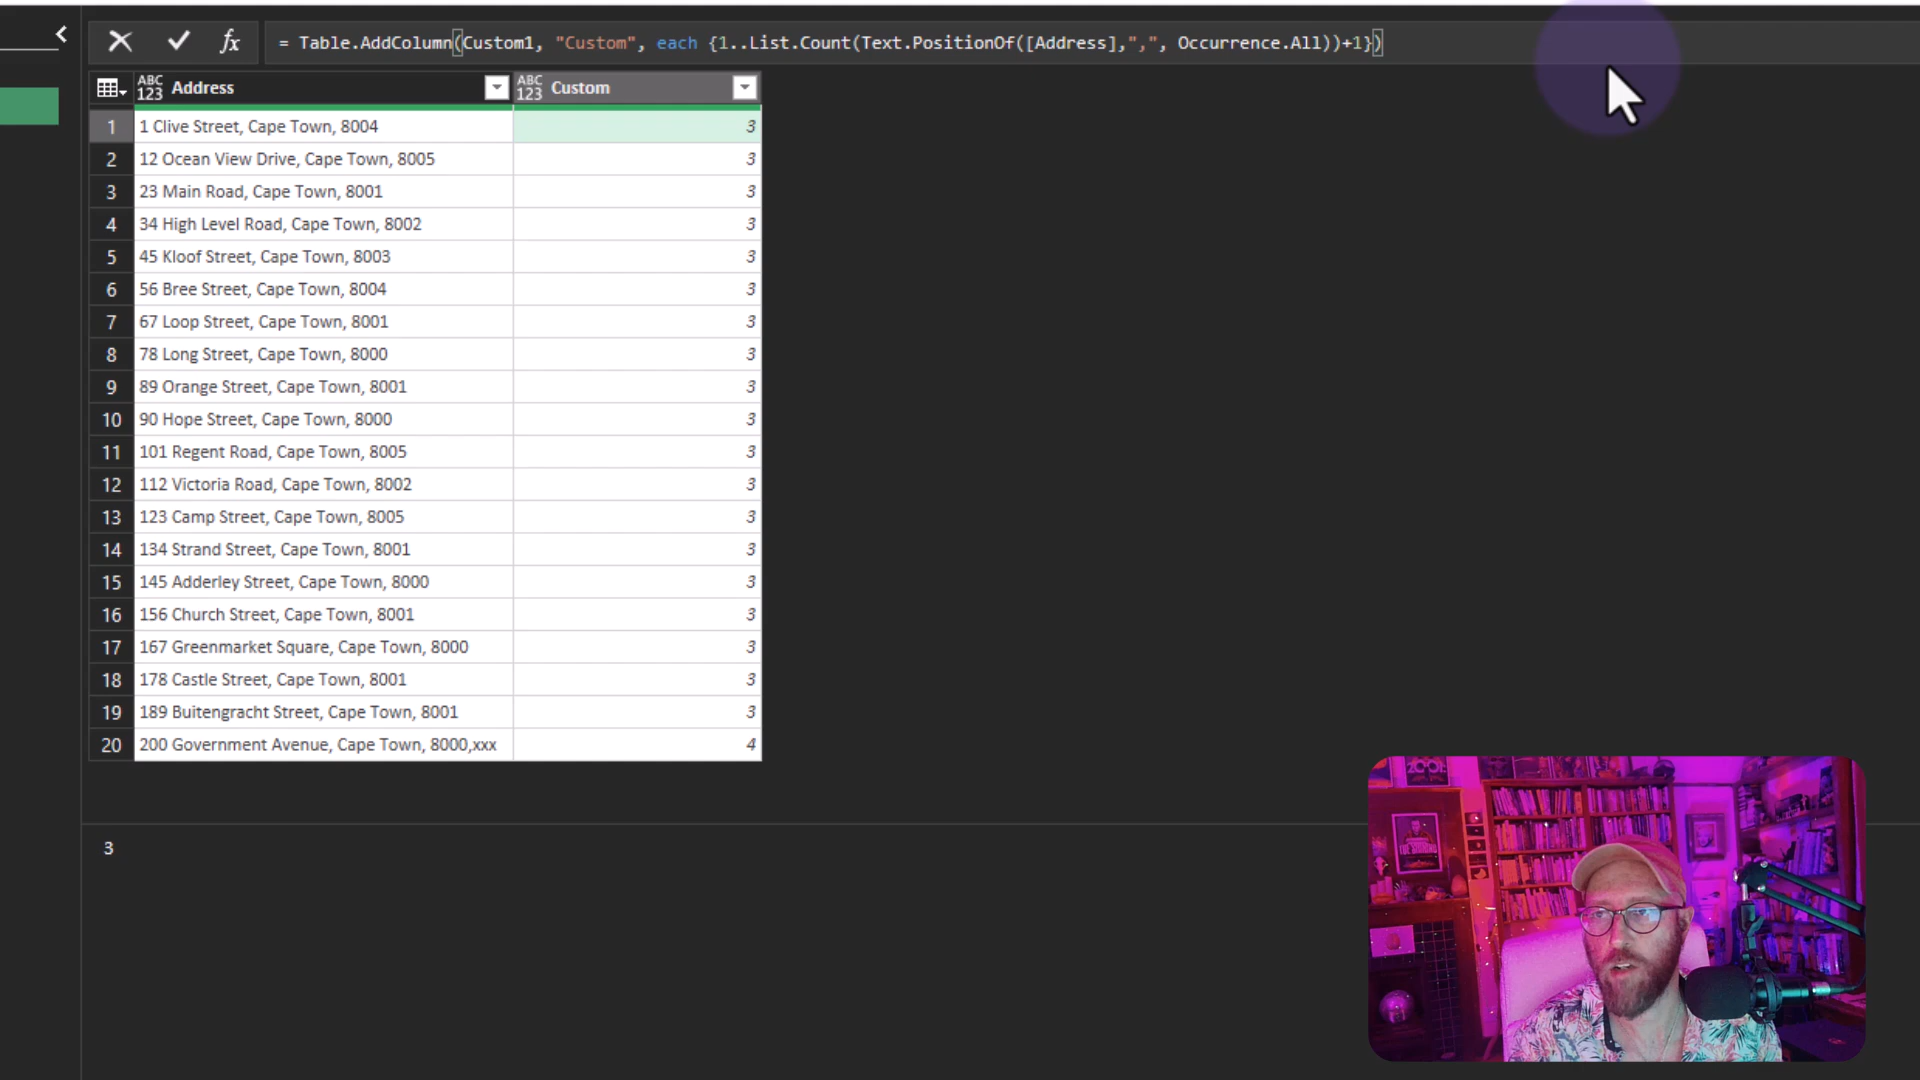 = Table.AddColumn(Custom1, "Custom", each {1..List.Count(Text.PositionOf([Address],",", Occurrence.All))+1})
ABC 123 Address ABC 123 Custom
1 1 Clive Street, Cape Town, 8004 3
2 12 Ocean View Drive, Cape Town, 8005 3
3 23 Main Road, Cape Town, 8001 3
4 34 High Level Road, Cape Town, 8002 3
5 45 Kloof Street, Cape Town, 8003 3
6 56 Bree Street, Cape Town, 8004 3
7 67 Loop Street, Cape Town, 8001 3
8 78 Long Street, Cape Town, 8000 3
9 89 Orange Street, Cape Town, 8001 3
10 90 Hope Street, Cape Town, 8000 3
11 101 Regent Road, Cape Town, 8005 3
12 112 Victoria Road, Cape Town, 8002 3
13 123 Camp Street, Cape Town, 8005 3
14 134 Strand Street, Cape Town, 8001 3
15 145 Adderley Street, Cape Town, 8000 3
16 156 Church Street, Cape Town, 8001 3
17 167 Greenmarket Square, Cape Town, 8000 3
18 178 Castle Street, Cape Town, 8001 3
19 189 Buitengracht Street, Cape Town, 8001 3
20 200 Government Avenue, Cape Town, 8000,xxx 4
3